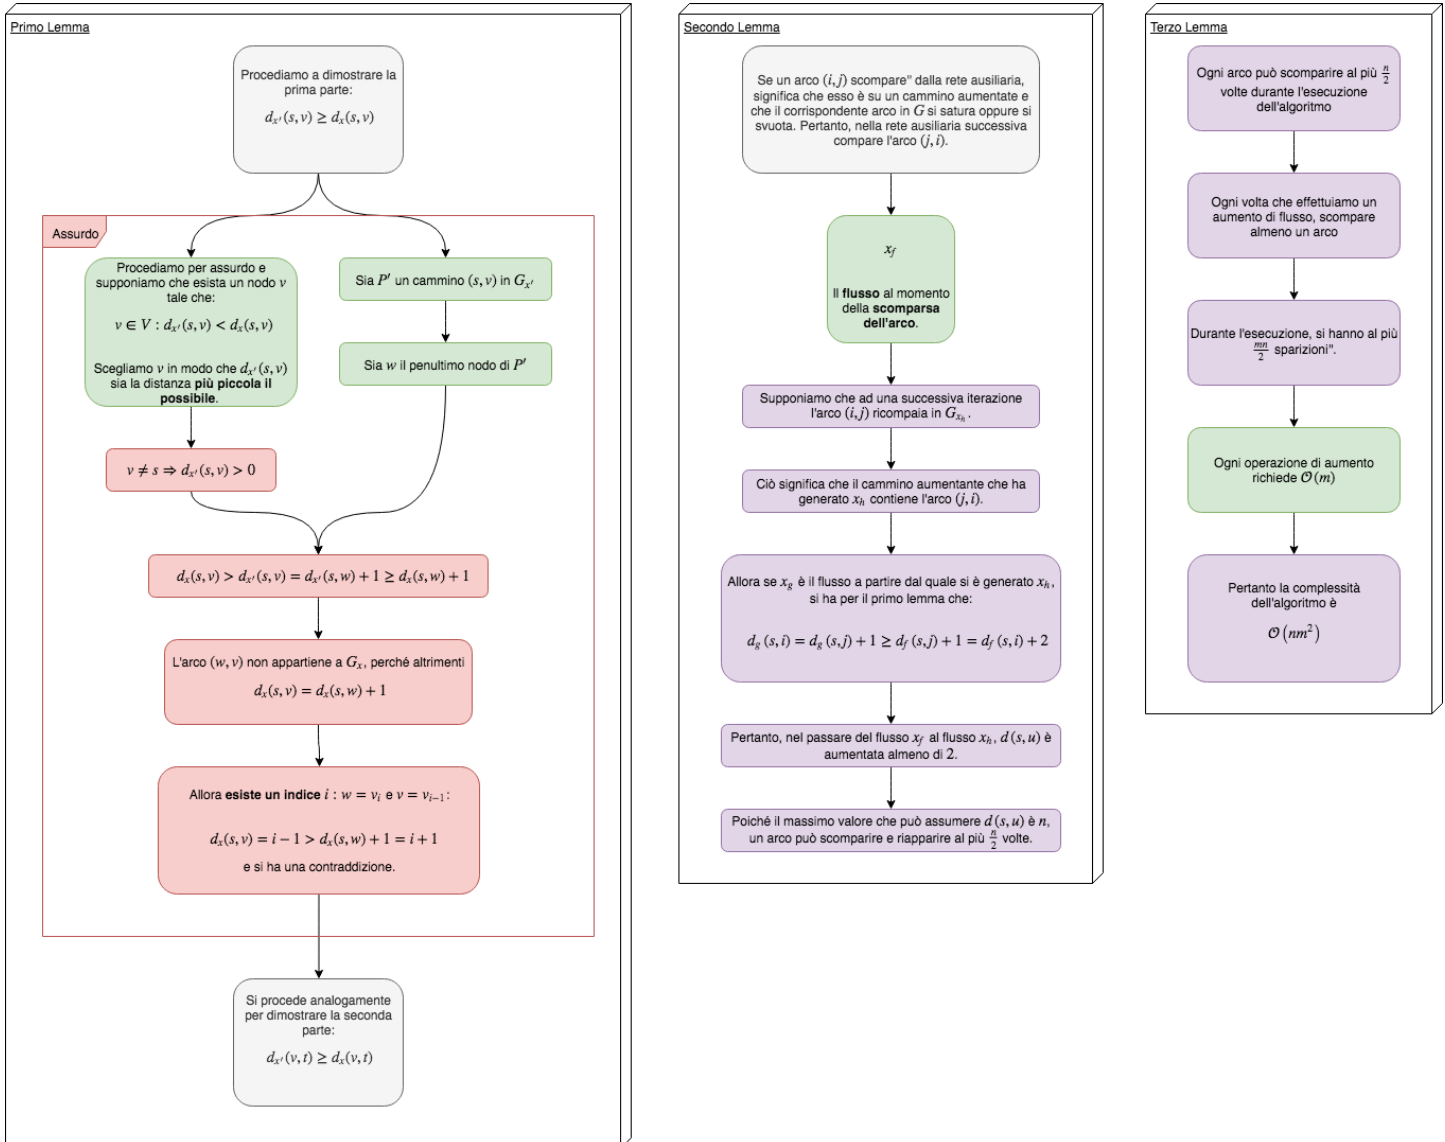 Primo Lemma
Procediamo a dimostrare la
prima parte:
d_{x'}(s, v) ≥ d_x(s, v)
Assurdo
Procediamo per assurdo e
supponiamo che esista un nodo v
tale che:
v ∈ V : d_{x'}(s, v) < d_x(s, v)
Scegliamo v in modo che d_{x'}(s, v)
sia la distanza più piccola il
possibile.
Sia P' un cammino (s, v) in G_{x'}
Sia w il penultimo nodo di P'
v ≠ s ⇒ d_{x'}(s, v) > 0
d_x(s, v) > d_{x'}(s, v) = d_{x'}(s, w) + 1 ≥ d_x(s, w) + 1
L'arco (w, v) non appartiene a G_x, perché altrimenti
d_x(s, v) = d_x(s, w) + 1
Allora esiste un indice i : w = v_i e v = v_{i−1}:
d_x(s, v) = i − 1 > d_x(s, w) + 1 = i + 1
e si ha una contraddizione.
Si procede analogamente
per dimostrare la seconda
parte:
d_{x'}(v, t) ≥ d_x(v, t)
Secondo Lemma
Se un arco (i, j) scompare" dalla rete ausiliaria,
significa che esso è su un cammino aumentate e
che il corrispondente arco in G si satura oppure si
svuota. Pertanto, nella rete ausiliaria successiva
compare l'arco (j, i).
x_f
Il flusso al momento
della scomparsa
dell'arco.
Supponiamo che ad una successiva iterazione
l'arco (i, j) ricompaia in G_{x_h}.
Ciò significa che il cammino aumentante che ha
generato x_h contiene l'arco (j, i).
Allora se x_g è il flusso a partire dal quale si è generato x_h,
si ha per il primo lemma che:
d_g (s, i) = d_g (s, j) + 1 ≥ d_f (s, j) + 1 = d_f (s, i) + 2
Pertanto, nel passare del flusso x_f al flusso x_h, d (s, u) è
aumentata almeno di 2.
Poiché il massimo valore che può assumere d (s, u) è n,
un arco può scomparire e riapparire al più n/2 volte.
Terzo Lemma
Ogni arco può scomparire al più n/2
volte durante l'esecuzione
dell'algoritmo
Ogni volta che effettuiamo un
aumento di flusso, scompare
almeno un arco
Durante l'esecuzione, si hanno al più
mn/2 sparizioni".
Ogni operazione di aumento
richiede 𝒪 (m)
Pertanto la complessità
dell'algoritmo è
𝒪 (nm²)